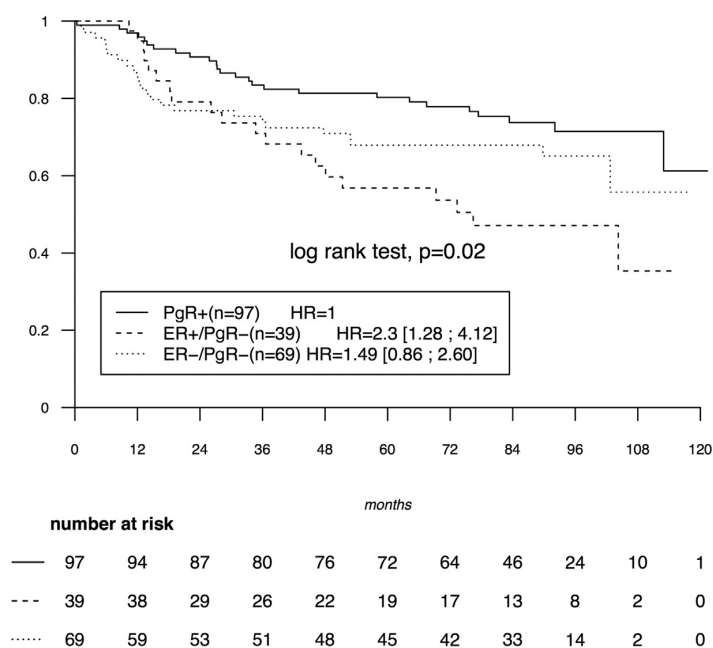 1
0.8
0.6
0.4
0.2
0
log rank test, p=0.02
PgR+(n=97) HR=1
ER+/PgR−(n=39) HR=2.3 [1.28 ; 4.12]
ER−/PgR−(n=69) HR=1.49 [0.86 ; 2.60]
0 12 24 36 48 60 72 84 96 108 120
months
number at risk
97 94 87 80 76 72 64 46 24 10 1
39 38 29 26 22 19 17 13 8 2 0
69 59 53 51 48 45 42 33 14 2 0